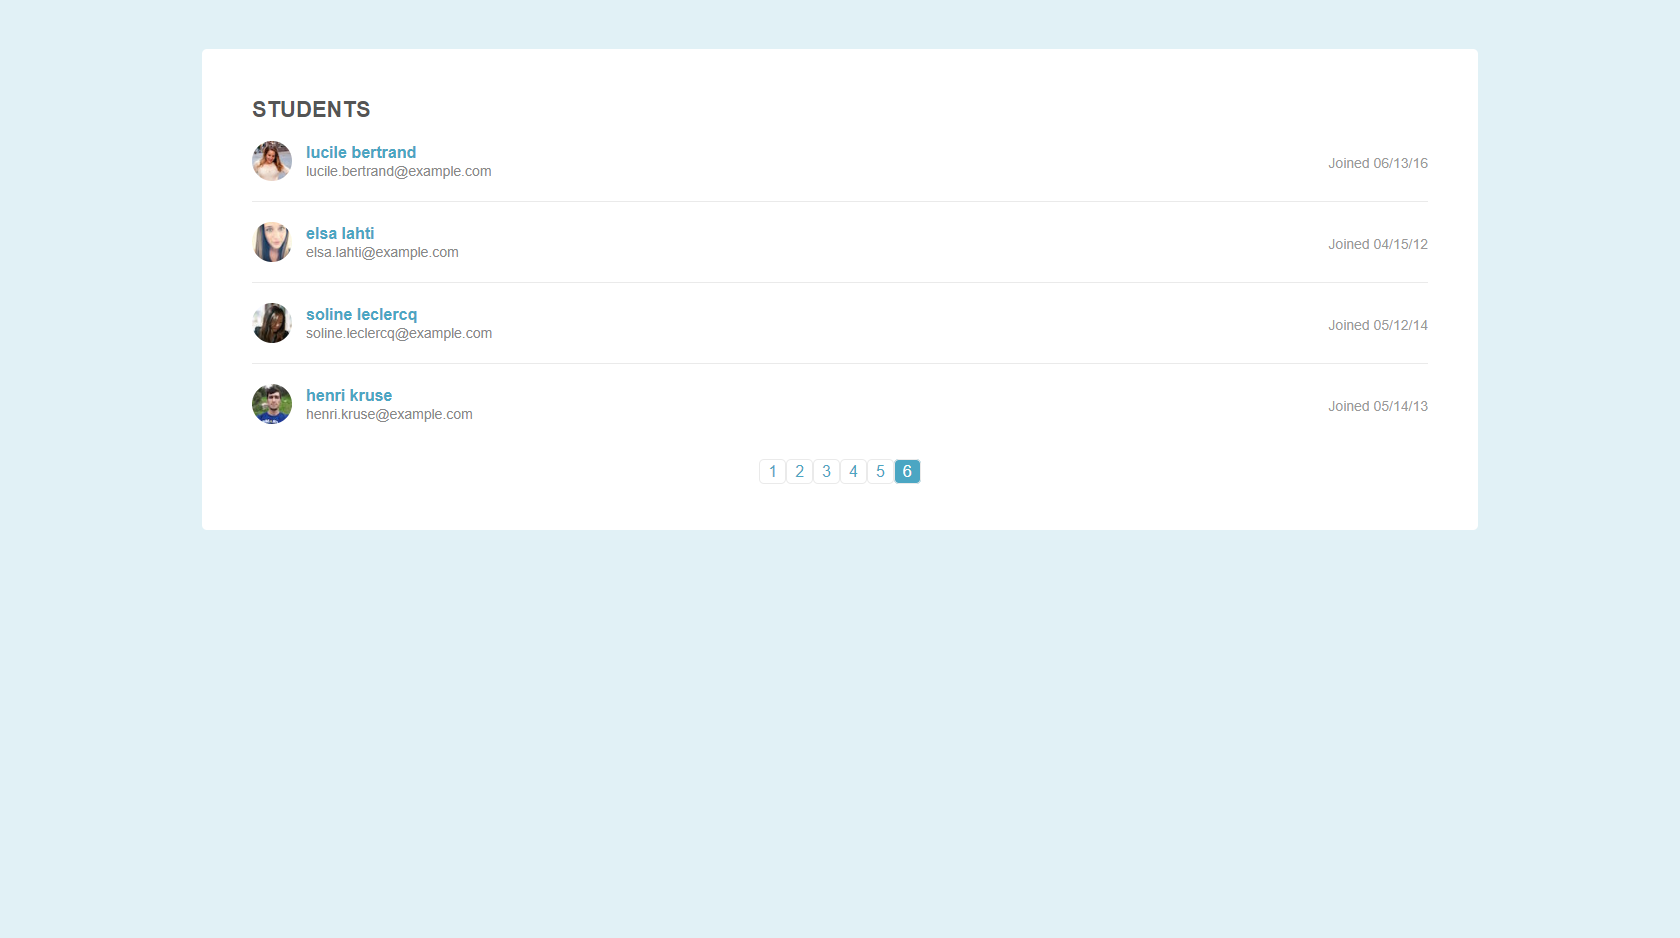 STUDENTS
lucile bertrand
lucile.bertrand@example.com
Joined 06/13/16
elsa lahti
elsa.lahti@example.com
Joined 04/15/12
soline leclercq
soline.leclercq@example.com
Joined 05/12/14
henri kruse
henri.kruse@example.com
Joined 05/14/13
1 2 3 4 5 6